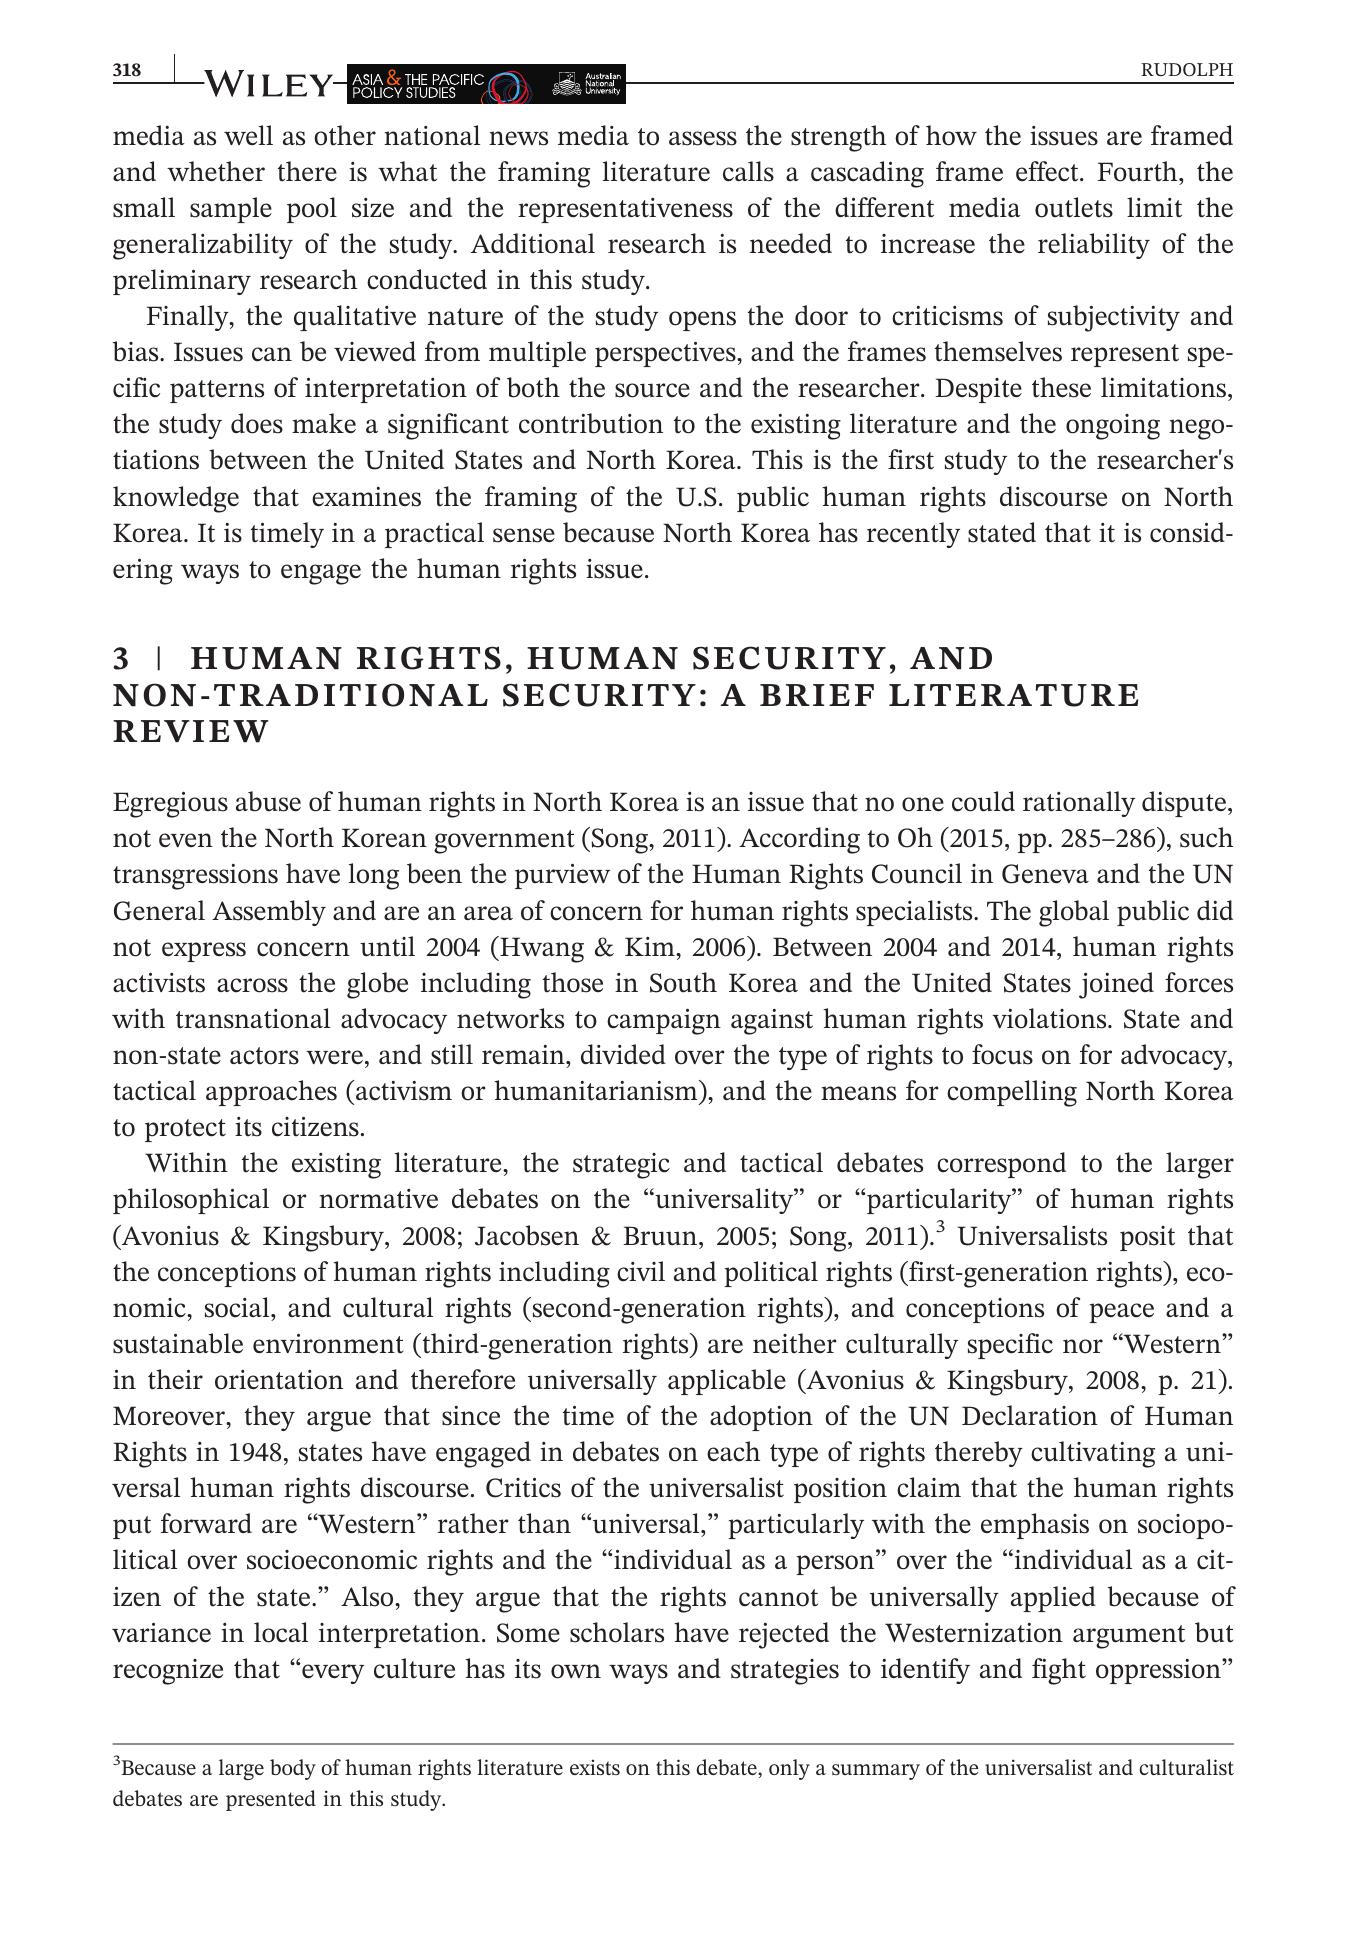 318
WILEY
ASIA & THE PACIFIC
POLICY STUDIES
Australian
National
University
RUDOLPH
media as well as other national news media to assess the strength of how the issues are framed
and whether there is what the framing literature calls a cascading frame effect. Fourth, the
small sample pool size and the representativeness of the different media outlets limit the
generalizability of the study. Additional research is needed to increase the reliability of the
preliminary research conducted in this study.
Finally, the qualitative nature of the study opens the door to criticisms of subjectivity and
bias. Issues can be viewed from multiple perspectives, and the frames themselves represent spe-
cific patterns of interpretation of both the source and the researcher. Despite these limitations,
the study does make a significant contribution to the existing literature and the ongoing nego-
tiations between the United States and North Korea. This is the first study to the researcher's
knowledge that examines the framing of the U.S. public human rights discourse on North
Korea. It is timely in a practical sense because North Korea has recently stated that it is consid-
ering ways to engage the human rights issue.
3 | HUMAN RIGHTS, HUMAN SECURITY, AND
NON-TRADITIONAL SECURITY: A BRIEF LITERATURE
REVIEW
Egregious abuse of human rights in North Korea is an issue that no one could rationally dispute,
not even the North Korean government (Song, 2011). According to Oh (2015, pp. 285–286), such
transgressions have long been the purview of the Human Rights Council in Geneva and the UN
General Assembly and are an area of concern for human rights specialists. The global public did
not express concern until 2004 (Hwang & Kim, 2006). Between 2004 and 2014, human rights
activists across the globe including those in South Korea and the United States joined forces
with transnational advocacy networks to campaign against human rights violations. State and
non-state actors were, and still remain, divided over the type of rights to focus on for advocacy,
tactical approaches (activism or humanitarianism), and the means for compelling North Korea
to protect its citizens.
Within the existing literature, the strategic and tactical debates correspond to the larger
philosophical or normative debates on the “universality” or “particularity” of human rights
(Avonius & Kingsbury, 2008; Jacobsen & Bruun, 2005; Song, 2011).³ Universalists posit that
the conceptions of human rights including civil and political rights (first-generation rights), eco-
nomic, social, and cultural rights (second-generation rights), and conceptions of peace and a
sustainable environment (third-generation rights) are neither culturally specific nor “Western”
in their orientation and therefore universally applicable (Avonius & Kingsbury, 2008, p. 21).
Moreover, they argue that since the time of the adoption of the UN Declaration of Human
Rights in 1948, states have engaged in debates on each type of rights thereby cultivating a uni-
versal human rights discourse. Critics of the universalist position claim that the human rights
put forward are “Western” rather than “universal,” particularly with the emphasis on sociopo-
litical over socioeconomic rights and the “individual as a person” over the “individual as a cit-
izen of the state.” Also, they argue that the rights cannot be universally applied because of
variance in local interpretation. Some scholars have rejected the Westernization argument but
recognize that “every culture has its own ways and strategies to identify and fight oppression”
³Because a large body of human rights literature exists on this debate, only a summary of the universalist and culturalist
debates are presented in this study.